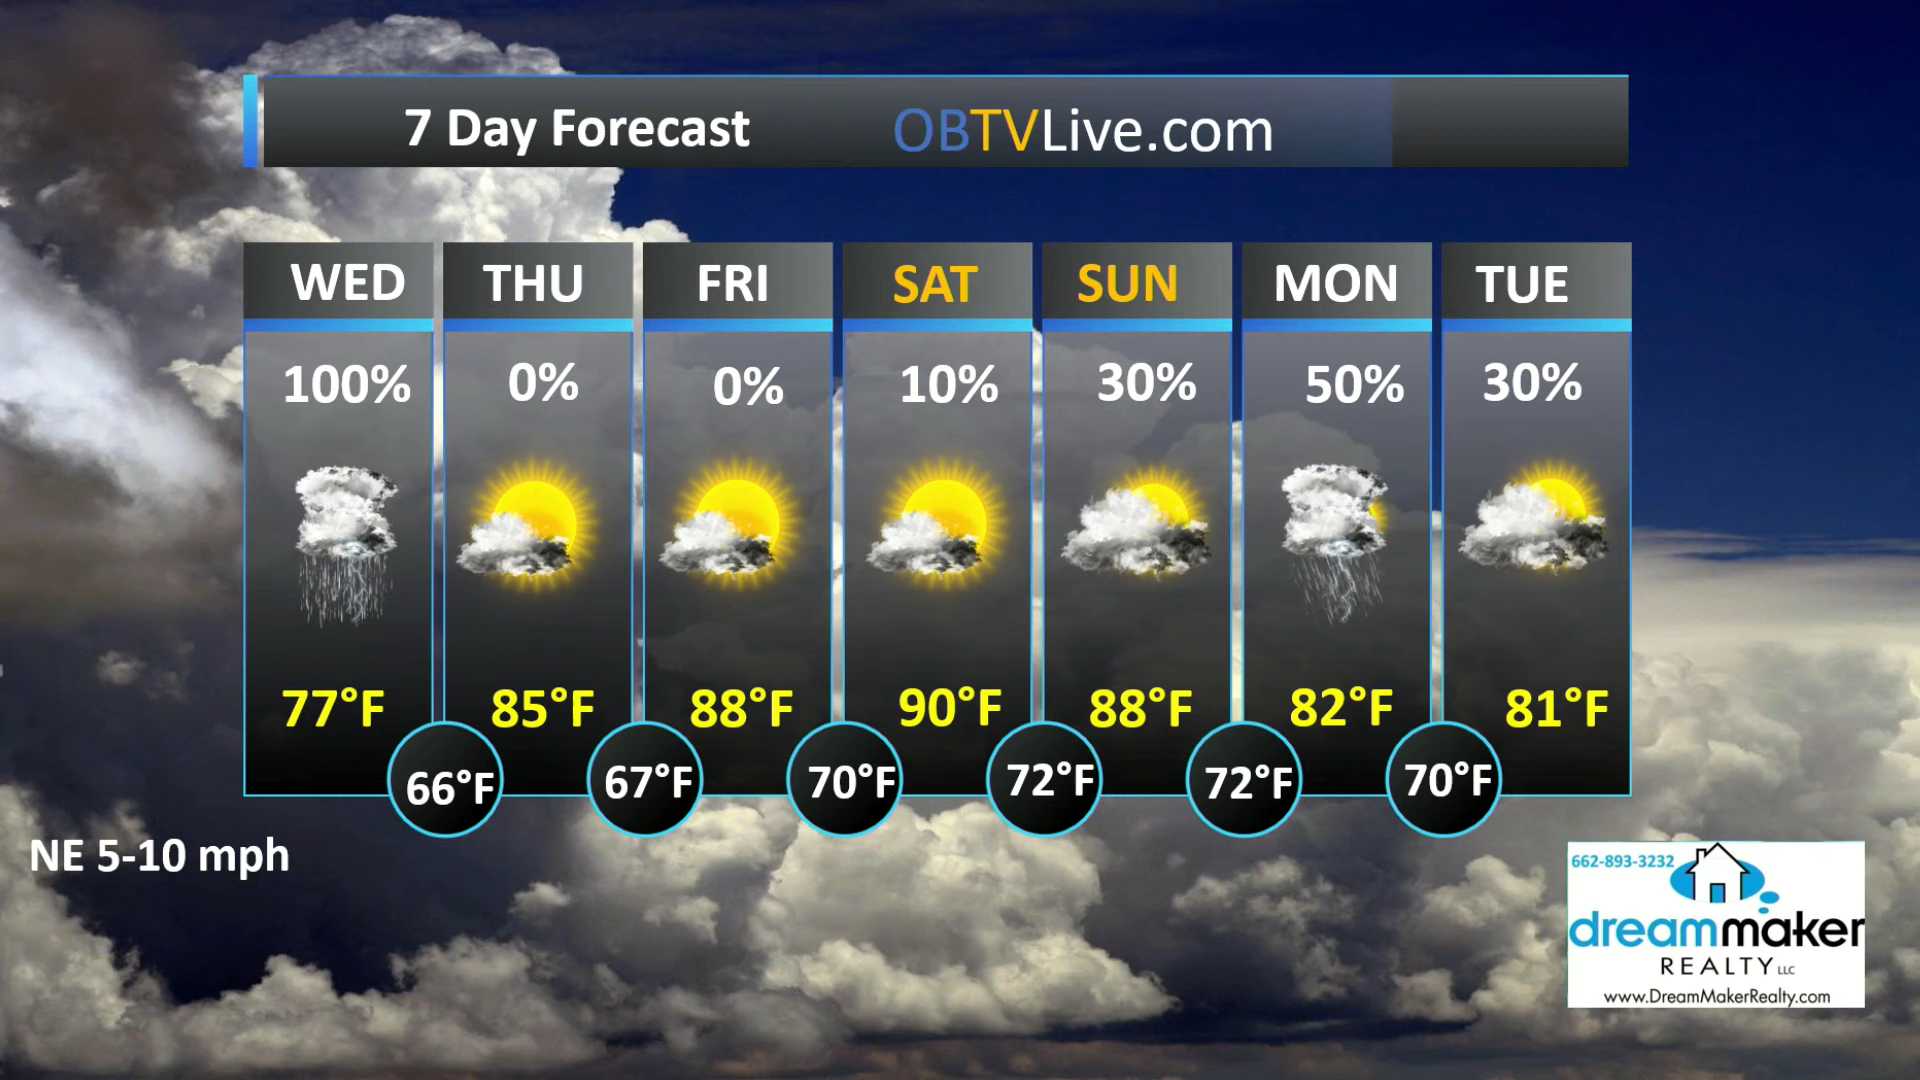 7 Day Forecast OBTVLive.com
WED THU FRI SAT SUN MON TUE
100% 0% 0% 10% 30% 50% 30%
77°F 85°F 88°F 90°F 88°F 82°F 81°F
66°F 67°F 70°F 72°F 72°F 70°F
NE 5-10 mph
662-893-3232
dreammaker
REALTY LLC
www.DreamMakerRealty.com